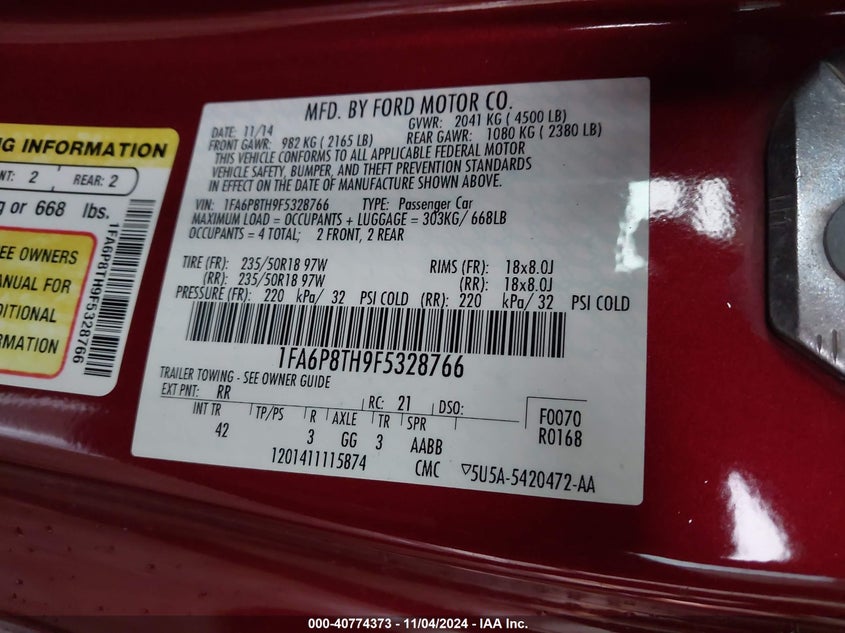 NG INFORMATION
NT: 2 REAR: 2
g or 668 lbs.
EE OWNERS
ANUAL FOR
DITIONAL
ORMATION
1FA6P8TH9F5328766
MFD. BY FORD MOTOR CO.
DATE: 11/14 GVWR: 2041 KG ( 4500 LB)
FRONT GAWR: 982 KG ( 2165 LB) REAR GAWR: 1080 KG ( 2380 LB)
THIS VEHICLE CONFORMS TO ALL APPLICABLE FEDERAL MOTOR
VEHICLE SAFETY, BUMPER, AND THEFT PREVENTION STANDARDS
IN EFFECT ON THE DATE OF MANUFACTURE SHOWN ABOVE.
VIN: 1FA6P8TH9F5328766 TYPE: Passenger Car
MAXIMUM LOAD = OCCUPANTS + LUGGAGE = 303KG/ 668LB
OCCUPANTS = 4 TOTAL; 2 FRONT, 2 REAR
TIRE (FR): 235/50R18 97W RIMS (FR): 18x8.0J
(RR): 235/50R18 97W (RR): 18x8.0J
PRESSURE (FR): 220 kPa/ 32 PSI COLD (RR): 220 kPa/ 32 PSI COLD
1FA6P8TH9F5328766
TRAILER TOWING - SEE OWNER GUIDE
EXT PNT: RR RC: 21 DSO: F0070
INT TR TP/PS R AXLE TR SPR R0168
42 3 GG 3 AABB
1201411115874 CMC ▽5U5A-5420472-AA
000-40774373 - 11/04/2024 - IAA Inc.